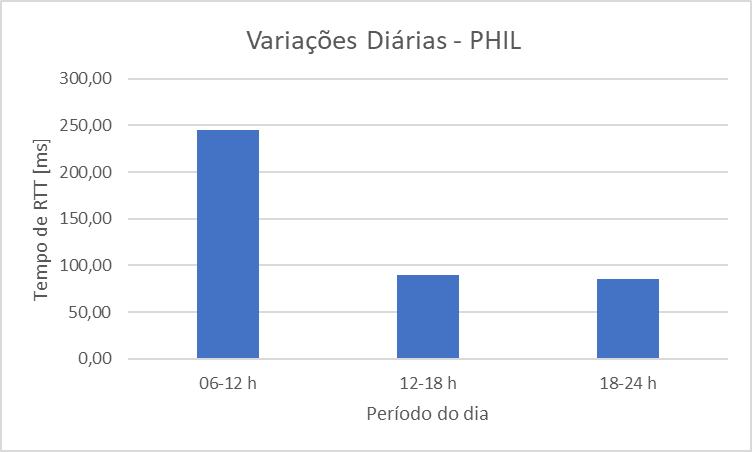 Variações Diárias - PHIL
Tempo de RTT [ms]
300,00
250,00
200,00
150,00
100,00
50,00
0,00
06-12 h 12-18 h 18-24 h
Período do dia